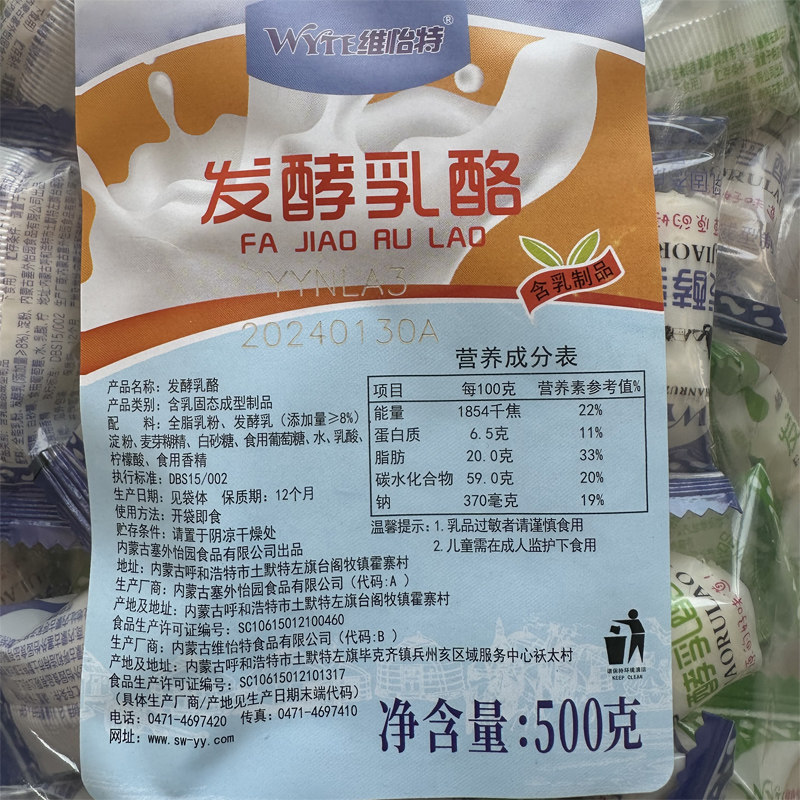 WYTE维怡特®
发酵乳酪
FA JIAO RU LAO
含乳制品
YYNLA3
20240130A
产品名称：发酵乳酪
产品类别：含乳固态成型制品
配 料：全脂乳粉、发酵乳（添加量≥8%）、
淀粉、麦芽糊精、白砂糖、食用葡萄糖、水、乳酸、
柠檬酸、食用香精
执行标准：DBS15/002
生产日期：见袋体 保质期：12个月
使用方法：开袋即食
贮存条件：请置于阴凉干燥处
内蒙古塞外怡园食品有限公司出品
地址：内蒙古呼和浩特市土默特左旗台阁牧镇霍寨村
生产厂商：内蒙古塞外怡园食品有限公司（代码:A ）
产地及地址：内蒙古呼和浩特市土默特左旗台阁牧镇霍寨村
食品生产许可证编号：SC10615012100460
生产厂商：内蒙古维怡特食品有限公司（代码:B ）
产地及地址：内蒙古呼和浩特市土默特左旗毕克齐镇兵州亥区域服务中心袄太村
食品生产许可证编号：SC10615012101317
（具体生产厂商/产地见生产日期末端代码）
电话：0471-4697420 传真：0471-4697410
网址：www.sw-yy.com
营养成分表
项目 每100克 营养素参考值%
能量 1854千焦 22%
蛋白质 6.5克 11%
脂肪 20.0克 33%
碳水化合物 59.0克 20%
钠 370毫克 19%
温馨提示：1.乳品过敏者请谨慎食用
2.儿童需在成人监护下食用
請保持环境清洁
KEEP CLEAN
净含量：500克